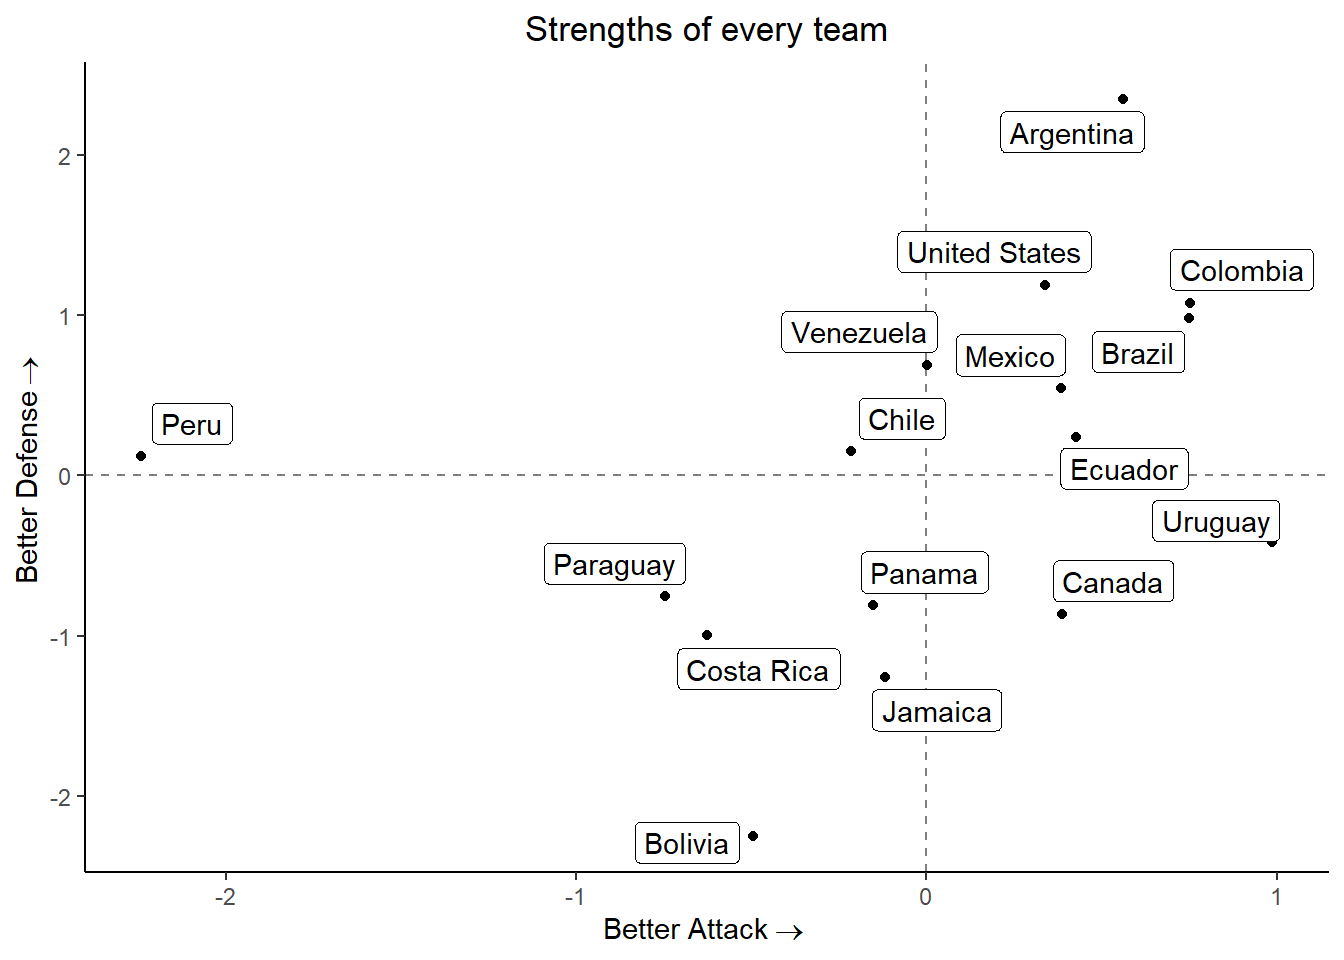 Strengths of every team
Better Defense →
2
1
0
-1
-2
Argentina
United States
Colombia
Venezuela
Mexico
Brazil
Chile
Peru
Ecuador
Uruguay
Paraguay
Panama
Canada
Costa Rica
Jamaica
Bolivia
-2
-1
0
1
Better Attack →